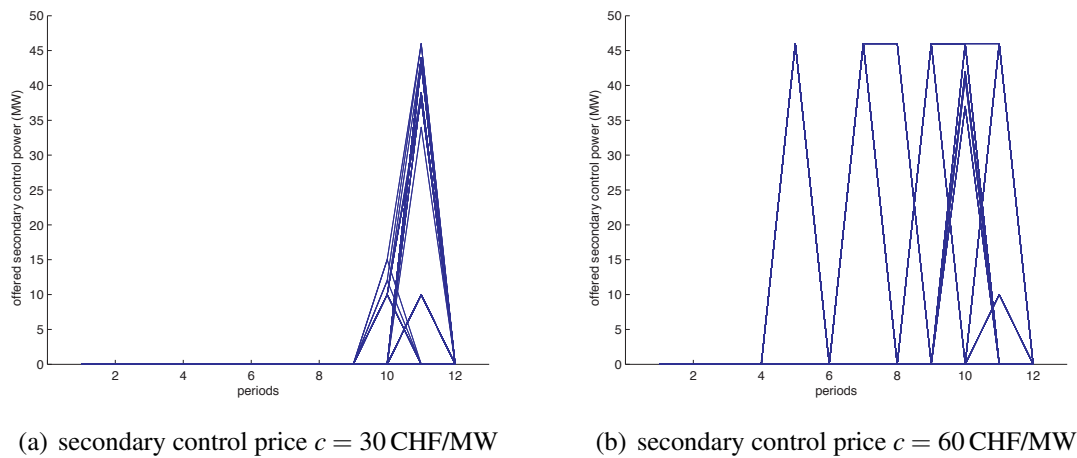 50
45
40
35
30
25
20
15
10
5
0
offered secondary control power (MW)
2 4 6 8 10 12
periods
50
45
40
35
30
25
20
15
10
5
0
offered secondary control power (MW)
2 4 6 8 10 12
periods
(a) secondary control price c = 30 CHF/MW
(b) secondary control price c = 60 CHF/MW